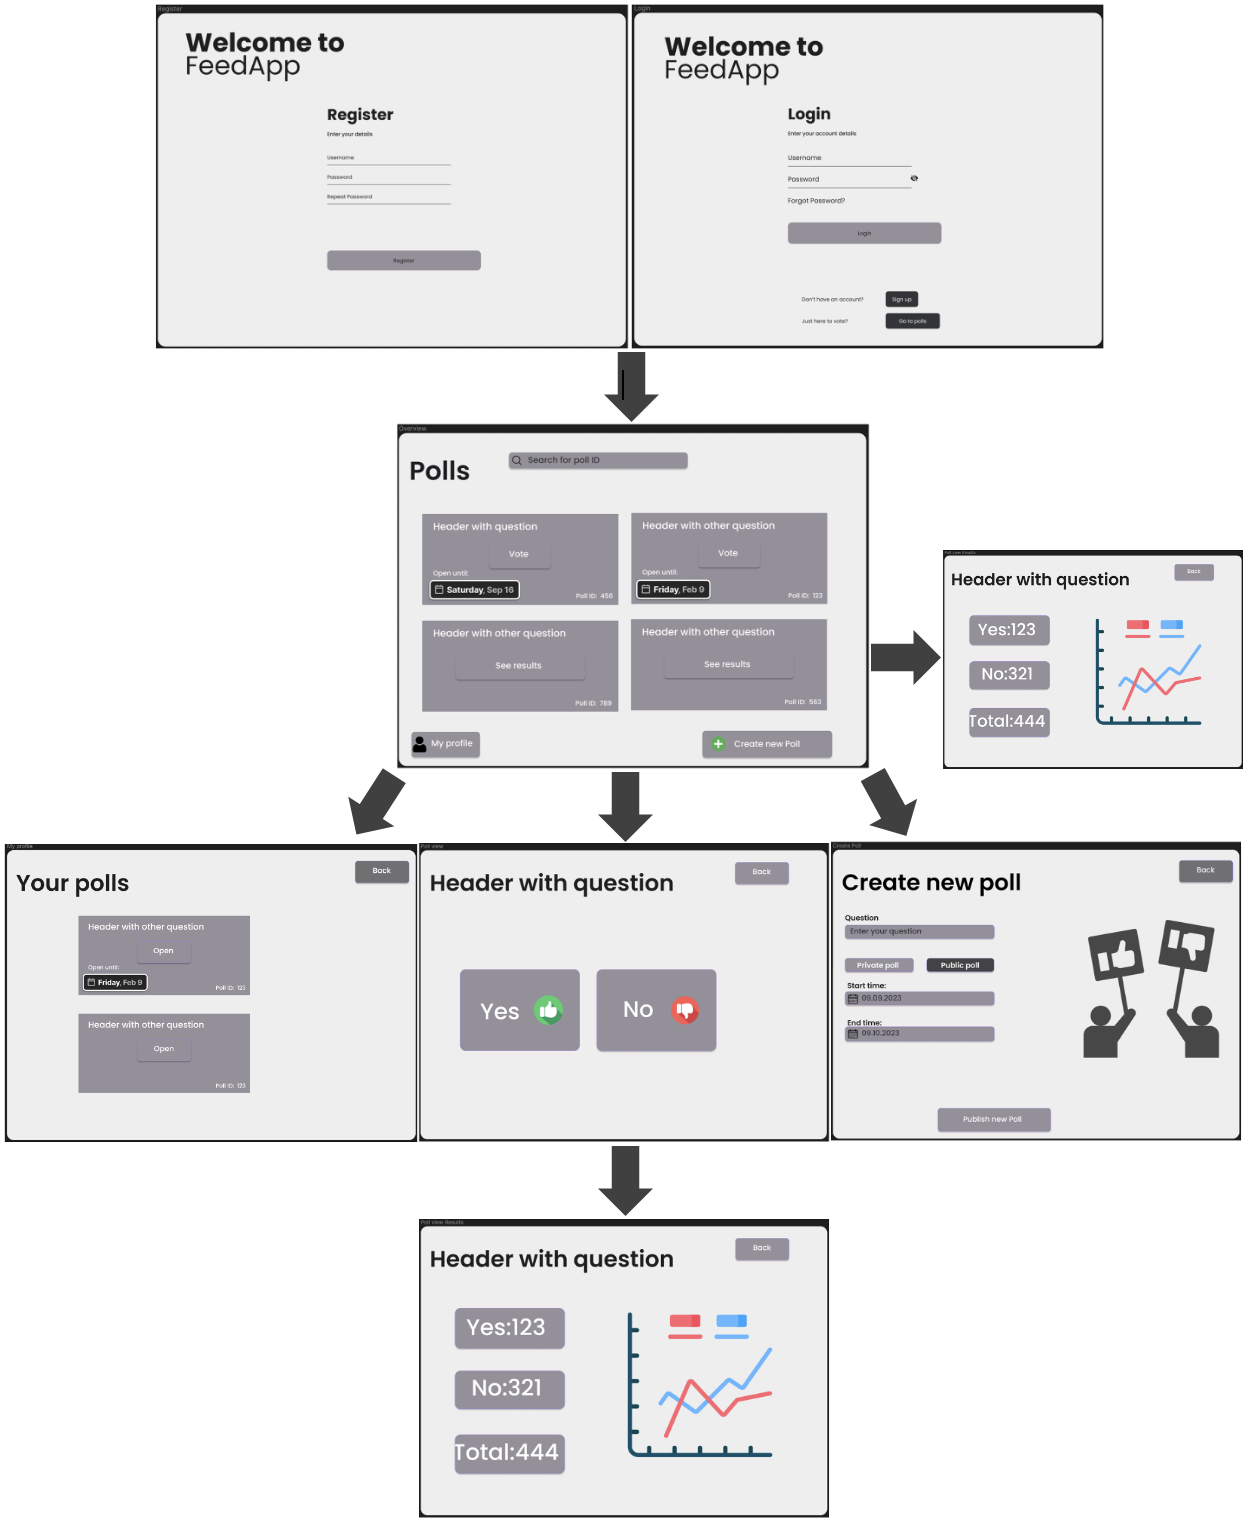 Register
Welcome to
FeedApp
Register
Enter your details
Username
Password
Repeat Password
Register
Login
Welcome to
FeedApp
Login
Enter your account details
Username
Password
Forgot Password?
Login
Don't have an account?
Sign up
Just here to vote?
Go to polls
Overview
Polls
Search for poll ID
Header with question
Vote
Open until:
Saturday, Sep 16
Poll ID: 456
Header with other question
Vote
Open until:
Friday, Feb 9
Poll ID: 123
Header with other question
See results
Poll ID: 789
Header with other question
See results
Poll ID: 563
My profile
Create new Poll
Poll view Results
Header with question
Back
Yes:123
No:321
Total:444
My profile
Your polls
Back
Header with other question
Open
Open until:
Friday, Feb 9
Poll ID: 123
Header with other question
Open
Poll ID: 123
Poll view
Header with question
Back
Yes
No
Create Poll
Create new poll
Back
Question
Enter your question
Private poll
Public poll
Start time:
09.09.2023
End time:
09.10.2023
Publish new Poll
Poll view Results
Header with question
Back
Yes:123
No:321
Total:444